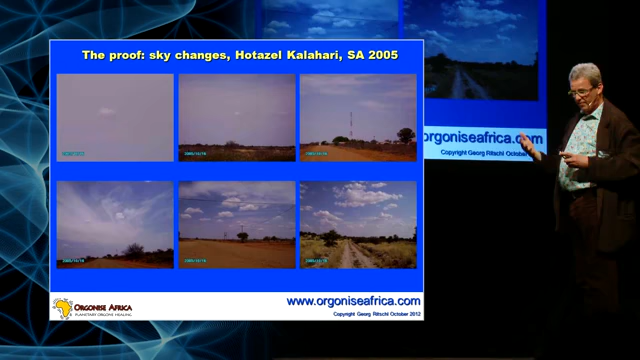 The proof: sky changes, Hotazel Kalahari, SA 2005
ORGONISE AFRICA
PLANETARY ORGONE HEALING
www.orgoniseafrica.com
Copyright Georg Ritschl October 2012
orgoniseafrica.com
Copyright Georg Ritschl October